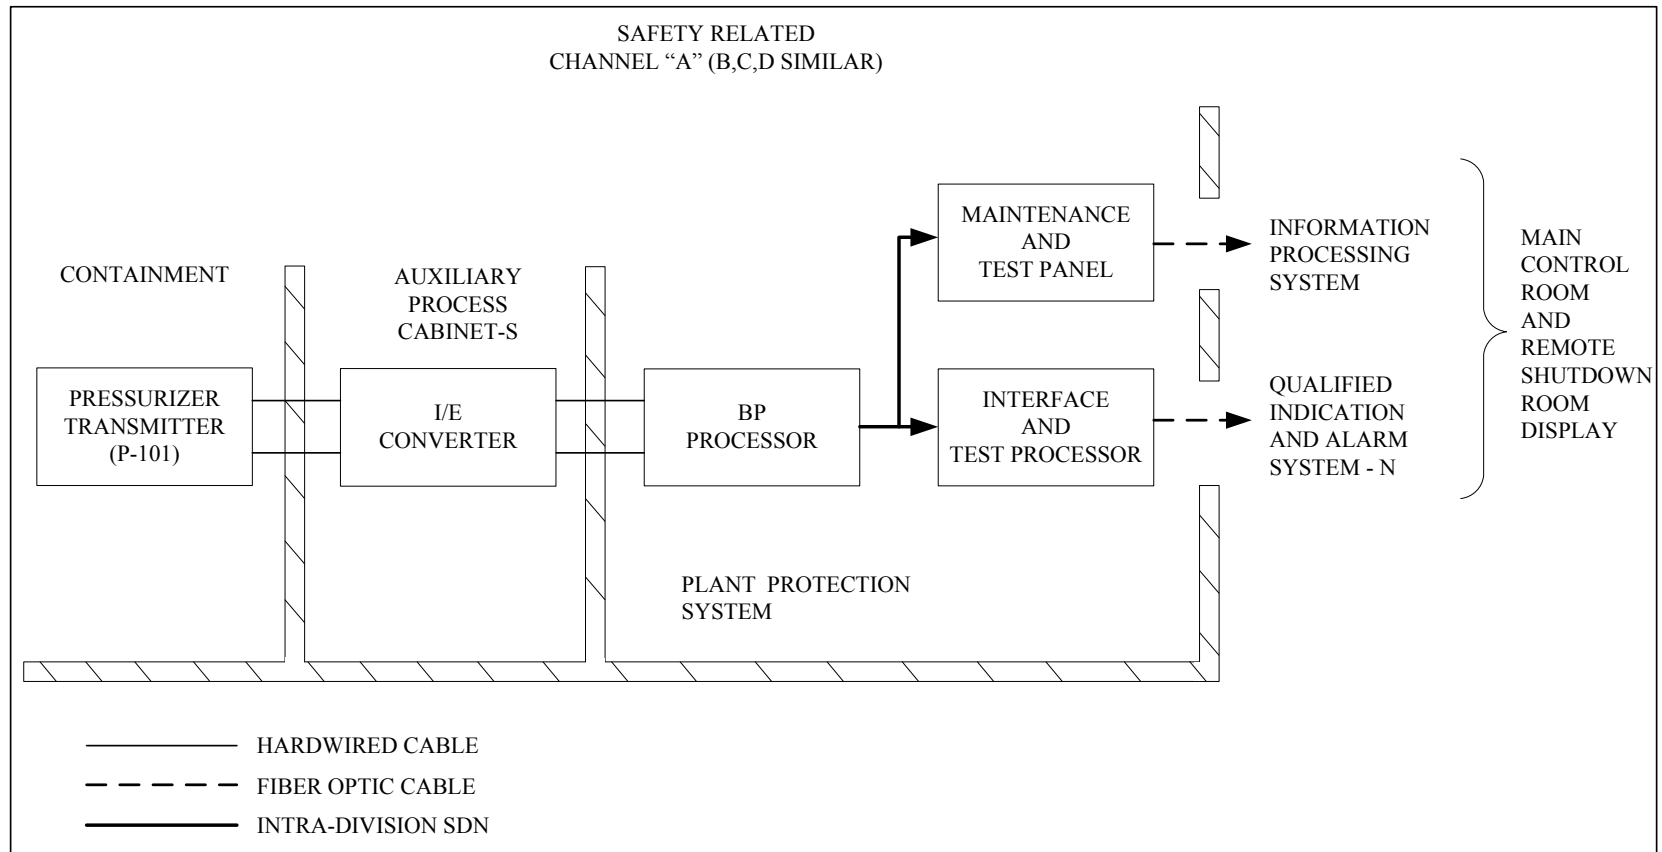 SAFETY RELATED
CHANNEL “A” (B,C,D SIMILAR)
CONTAINMENT
AUXILIARY
PROCESS
CABINET-S
PRESSURIZER
TRANSMITTER
(P-101)
I/E
CONVERTER
BP
PROCESSOR
MAINTENANCE
AND
TEST PANEL
INTERFACE
AND
TEST PROCESSOR
INFORMATION
PROCESSING
SYSTEM
QUALIFIED
INDICATION
AND ALARM
SYSTEM - N
MAIN
CONTROL
ROOM
AND
REMOTE
SHUTDOWN
ROOM
DISPLAY
PLANT PROTECTION
SYSTEM
HARDWIRED CABLE
FIBER OPTIC CABLE
INTRA-DIVISION SDN